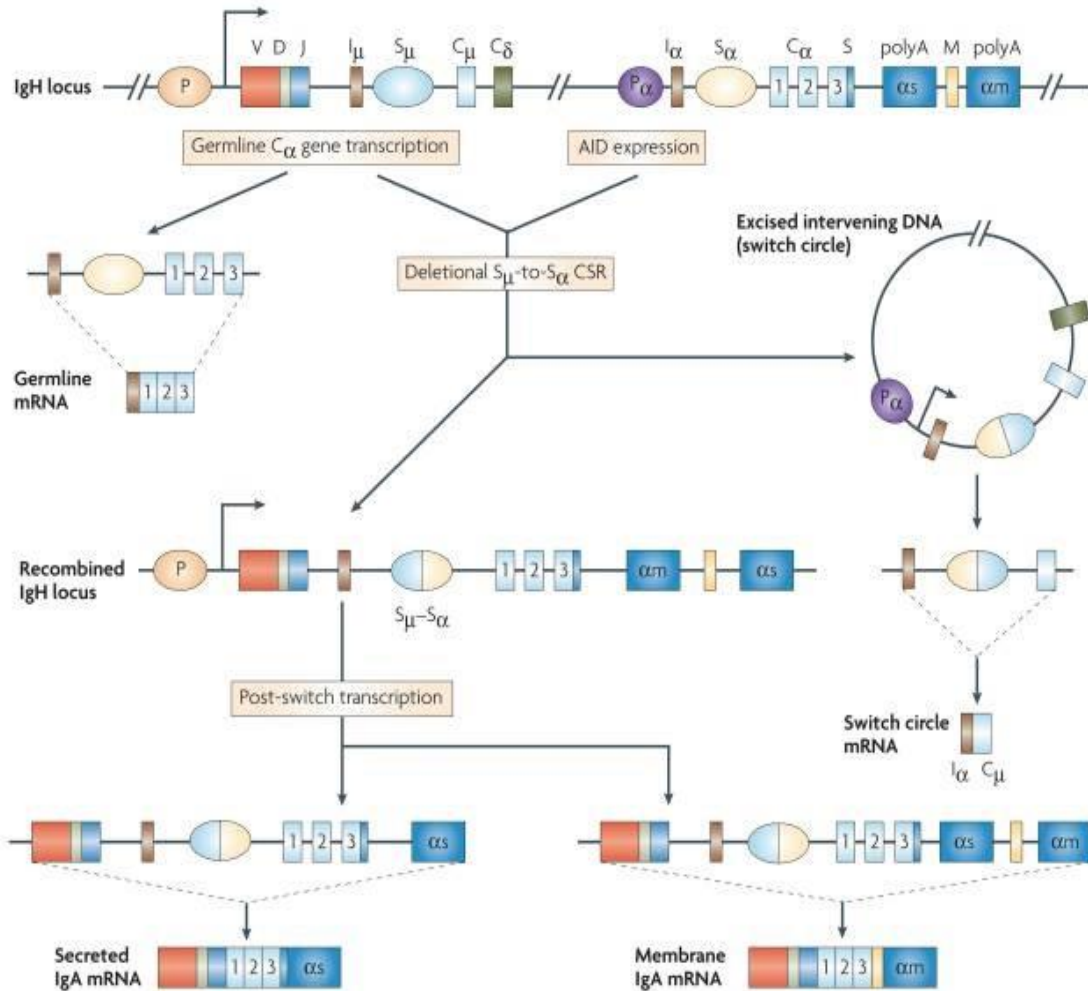 V D J Iμ Sμ Cμ Cδ Iα Sα Cα S polyA M polyA
IgH locus P Pα 1 2 3 αs αm
Germline Cα gene transcription AID expression
Excised intervening DNA
(switch circle)
Deletional Sμ-to-Sα CSR
1 2 3
Germline
mRNA
1 2 3
Pα
Recombined
IgH locus
P 1 2 3 αm αs
Sμ–Sα
Post-switch transcription
Switch circle
mRNA
Iα Cμ
1 2 3 αs
1 2 3 αs αm
Secreted
IgA mRNA
1 2 3 αs
Membrane
IgA mRNA
1 2 3 αm